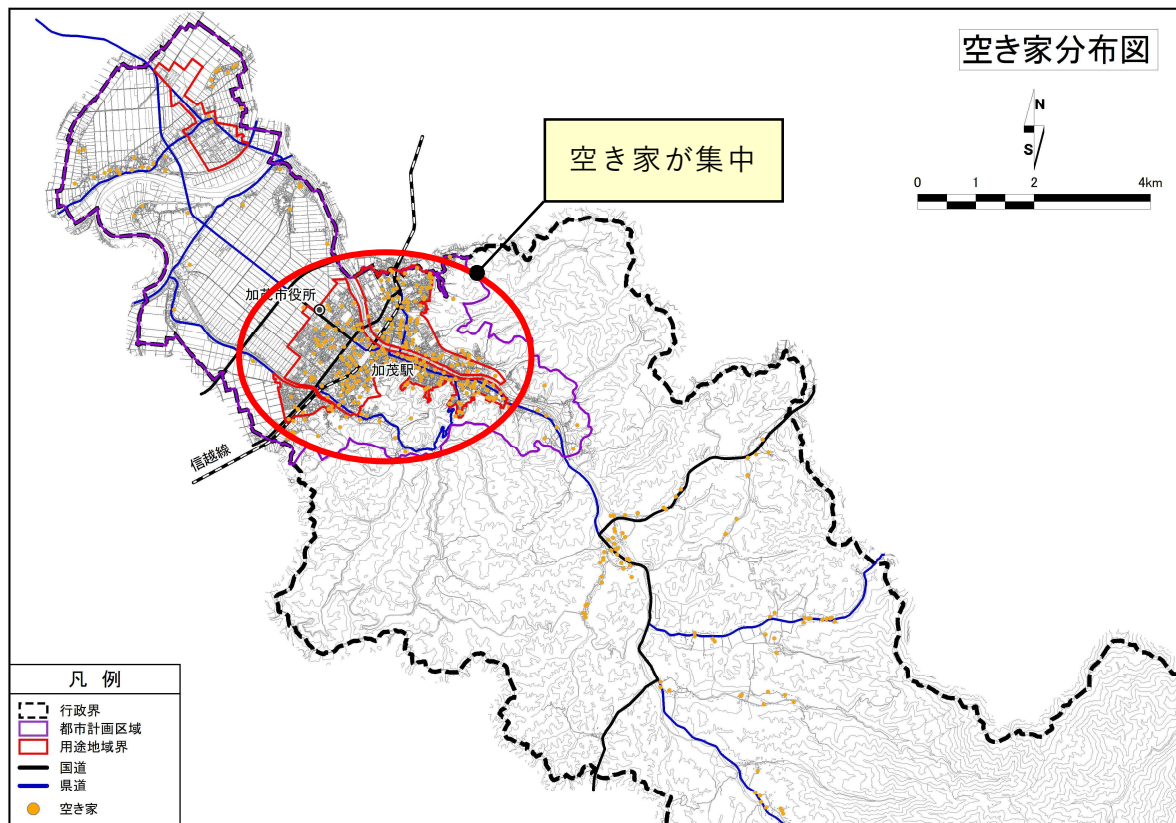 空き家分布図
N
S
0 1 2 4km
空き家が集中
加茂市役所
加茂駅
信越線
凡 例
行政界
都市計画区域
用途地域界
国道
県道
空き家